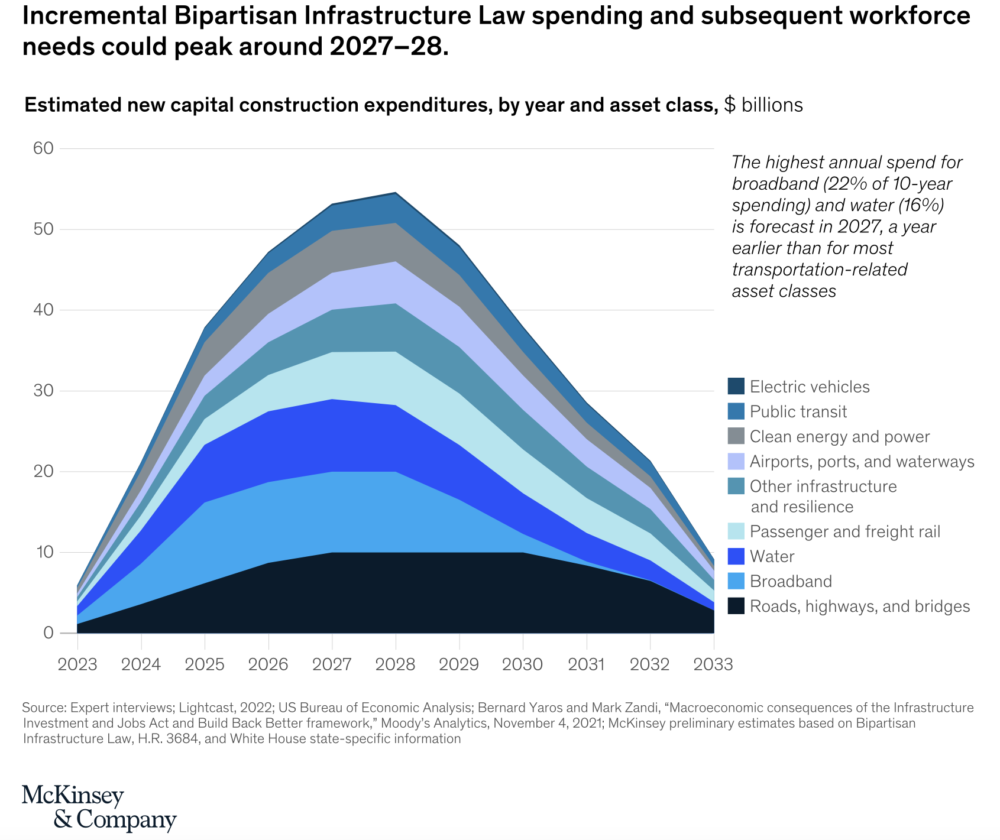 Incremental Bipartisan Infrastructure Law spending and subsequent workforce
needs could peak around 2027–28.
Estimated new capital construction expenditures, by year and asset class, $ billions
60
50
40
30
20
10
0
2023 2024 2025 2026 2027 2028 2029 2030 2031 2032 2033
The highest annual spend for
broadband (22% of 10-year
spending) and water (16%)
is forecast in 2027, a year
earlier than for most
transportation-related
asset classes
Electric vehicles
Public transit
Clean energy and power
Airports, ports, and waterways
Other infrastructure
and resilience
Passenger and freight rail
Water
Broadband
Roads, highways, and bridges
Source: Expert interviews; Lightcast, 2022; US Bureau of Economic Analysis; Bernard Yaros and Mark Zandi, “Macroeconomic consequences of the Infrastructure
Investment and Jobs Act and Build Back Better framework,” Moody’s Analytics, November 4, 2021; McKinsey preliminary estimates based on Bipartisan
Infrastructure Law, H.R. 3684, and White House state-specific information
McKinsey
& Company